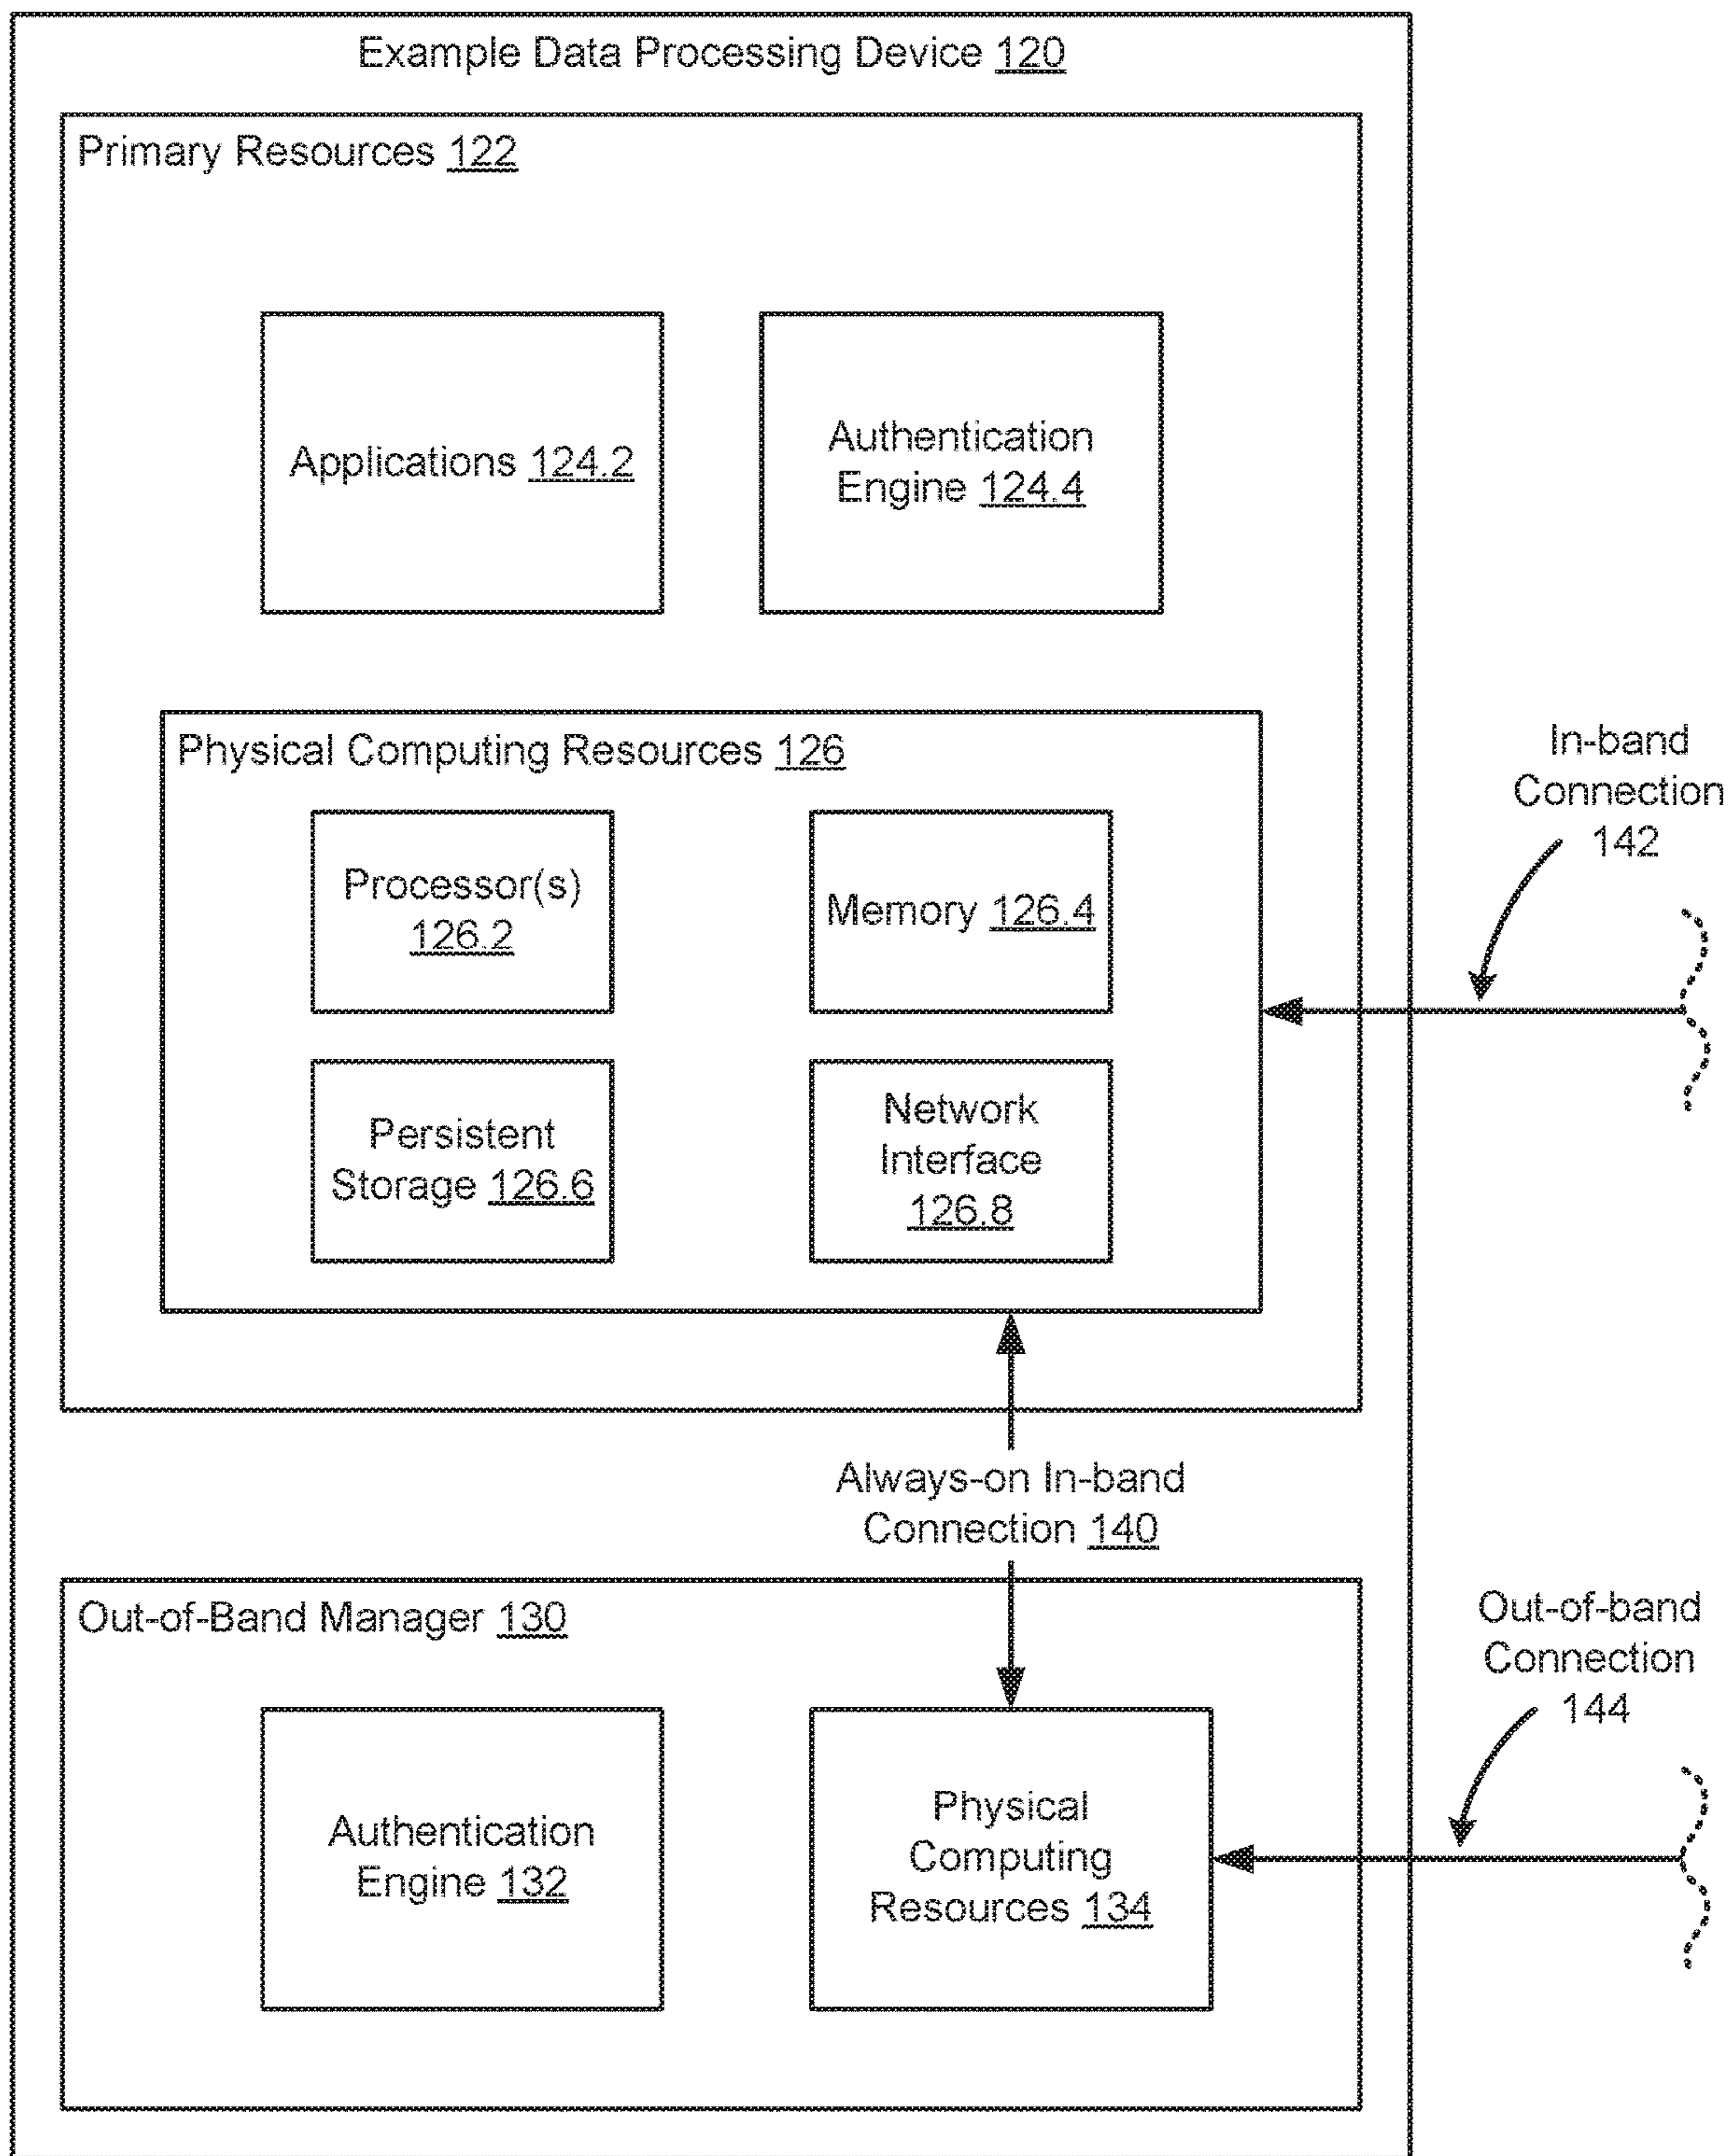 Example Data Processing Device 120
Primary Resources 122
Applications 124.2
Authentication
Engine 124.4
Physical Computing Resources 126
Processor(s)
126.2
Memory 126.4
Persistent
Storage 126.6
Network
Interface
126.8
In-band
Connection
142
Always-on In-band
Connection 140
Out-of-Band Manager 130
Authentication
Engine 132
Physical
Computing
Resources 134
Out-of-band
Connection
144